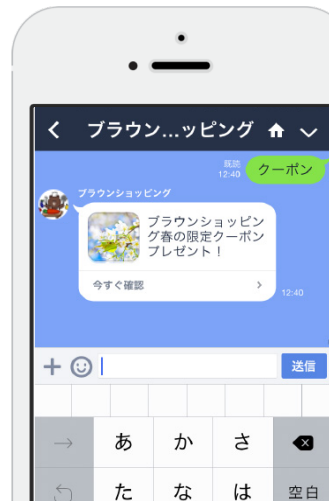 ブラウン...ッピング
既読
12:40
クーポン
ブラウンショッピング
ブラウンショッピン
グ春の限定クーポン
プレゼント！
今すぐ確認
12:40
送信
あ か さ
た な は 空白